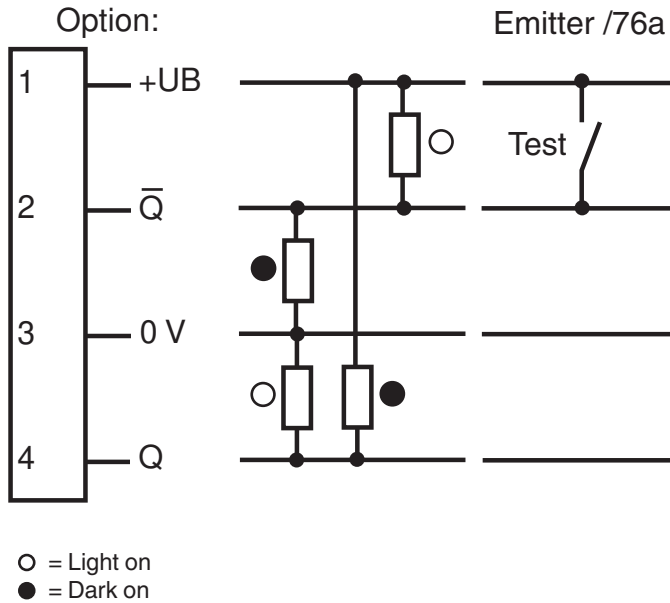 Option: Emitter /76a
1 +UB
Test
2 Q̅
3 0 V
4 Q
= Light on
= Dark on